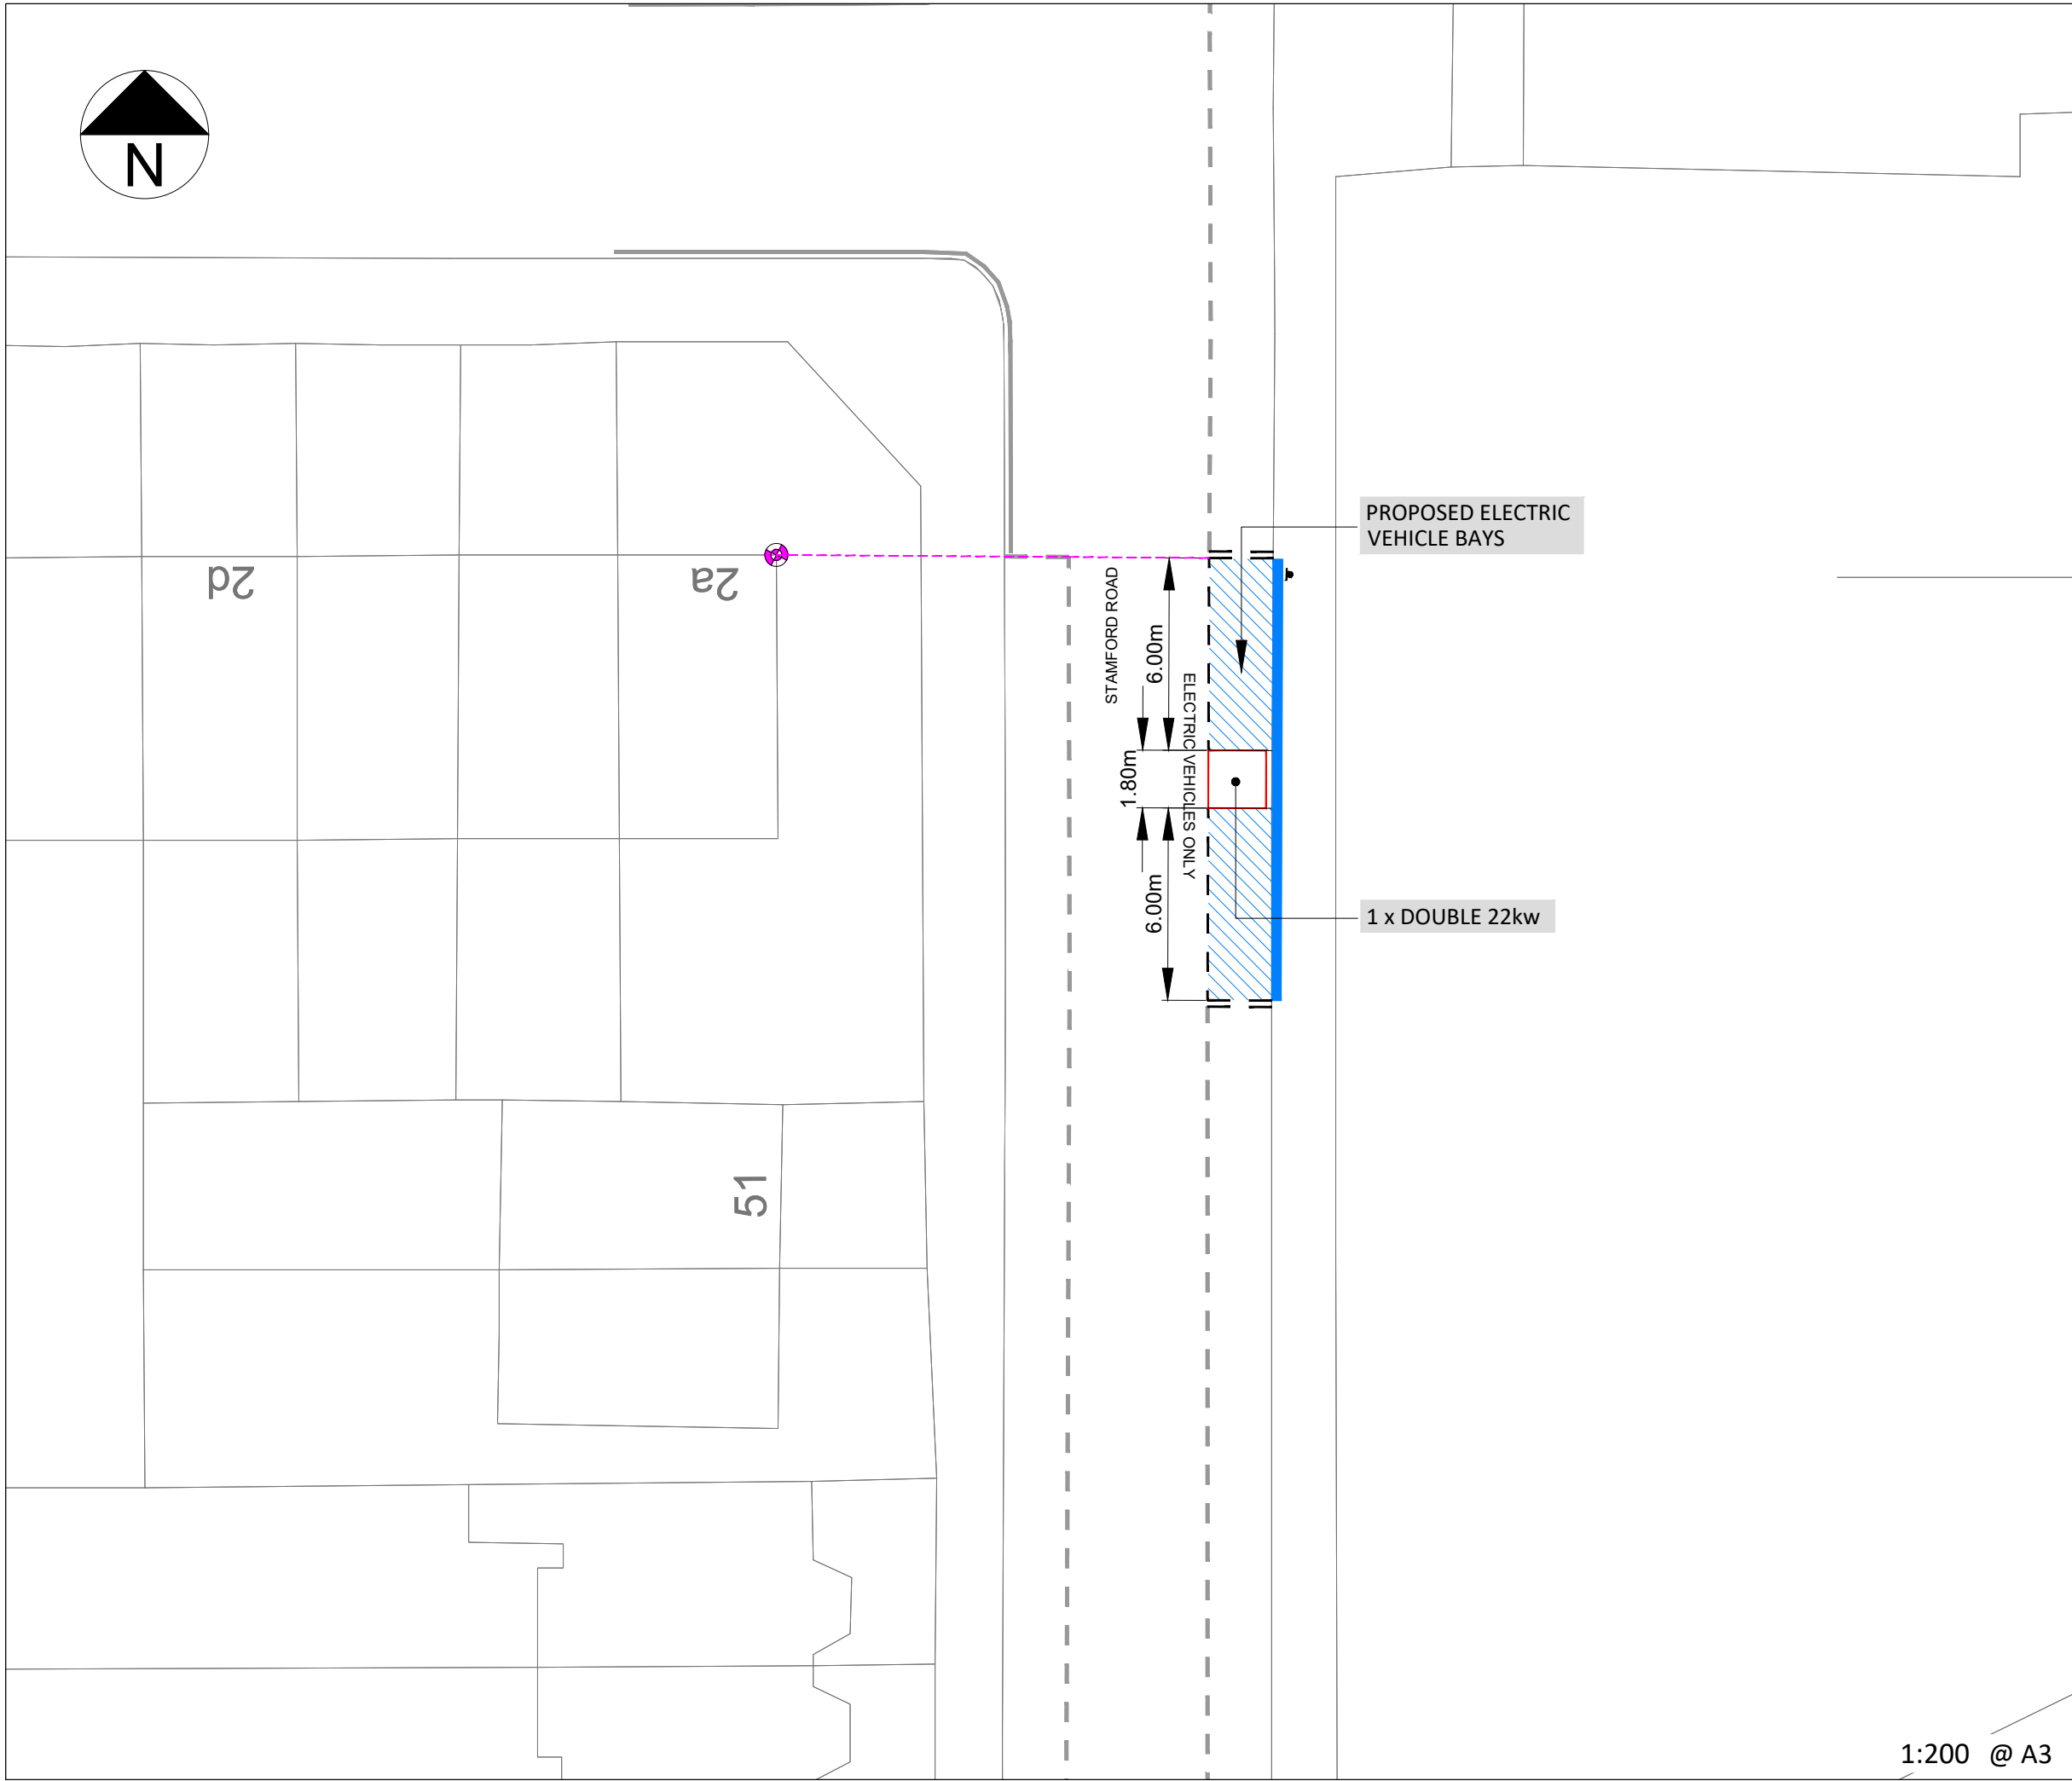 N
PROPOSED ELECTRIC
VEHICLE BAYS
2d
2a
STAMFORD ROAD
6.00m
ELECTRIC VEHICLES ONLY
1.80m
6.00m
1 x DOUBLE 22kw
51
1:200 @ A3